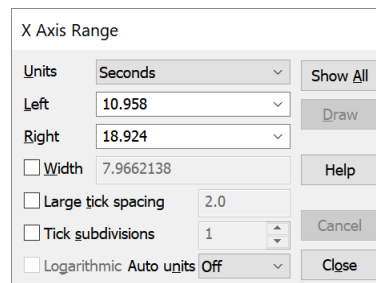 X Axis Range
Units Seconds Show All
Left 10.958 Draw
Right 18.924
Width 7.9662138 Help
Large tick spacing 2.0
Tick subdivisions 1 Cancel
Logarithmic Auto units Off Close